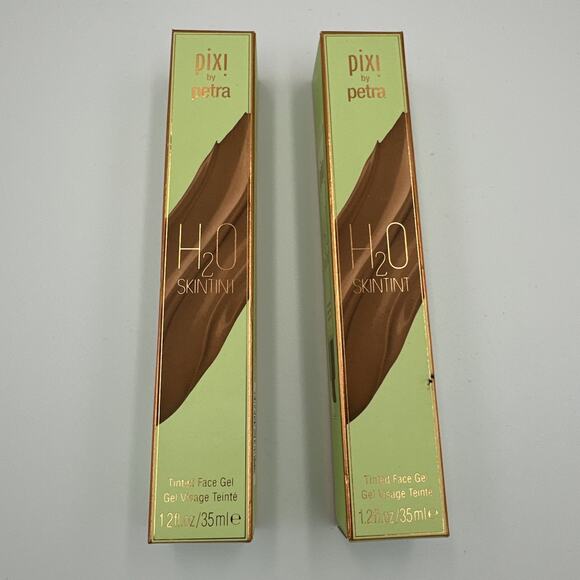 pixi
by
petra
H2O
SKINTINT
Tinted Face Gel
Gel Visage Teinté
1.2fl.oz/35ml℮
pixi
by
petra
H2O
SKINTINT
Tinted Face Gel
Gel Visage Teinté
1.2fl.oz/35ml℮